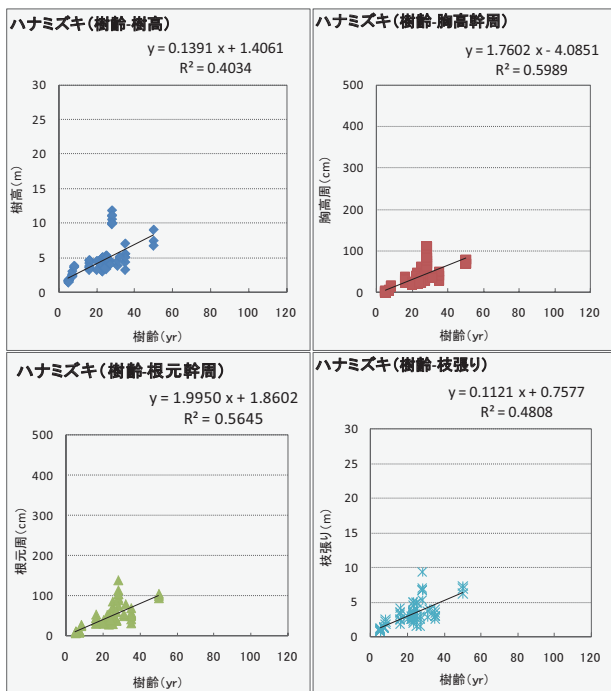 ハナミズキ(樹齢-樹高)
y = 0.1391 x + 1.4061
R² = 0.4034
30
25
20
15
10
5
0
樹高(m)
0 20 40 60 80 100 120
樹齢(yr)
ハナミズキ(樹齢-胸高幹周)
y = 1.7602 x - 4.0851
R² = 0.5989
500
400
300
200
100
0
胸高周(cm)
0 20 40 60 80 100 120
樹齢(yr)
ハナミズキ(樹齢-根元幹周)
y = 1.9950 x + 1.8602
R² = 0.5645
500
400
300
200
100
0
根元周(cm)
0 20 40 60 80 100 120
樹齢(yr)
ハナミズキ(樹齢-枝張り)
y = 0.1121 x + 0.7577
R² = 0.4808
30
25
20
15
10
5
0
枝張り(m)
0 20 40 60 80 100 120
樹齢(yr)